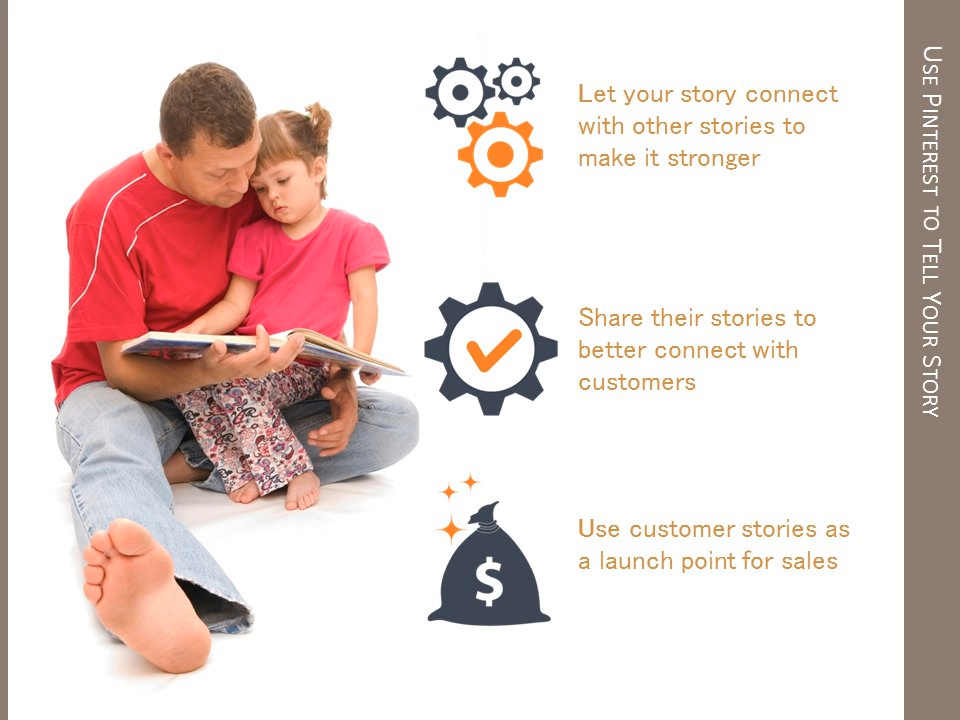 Use Pinterest to Tell Your Story
Let your story connect
with other stories to
make it stronger
Share their stories to
better connect with
customers
$
Use customer stories as
a launch point for sales